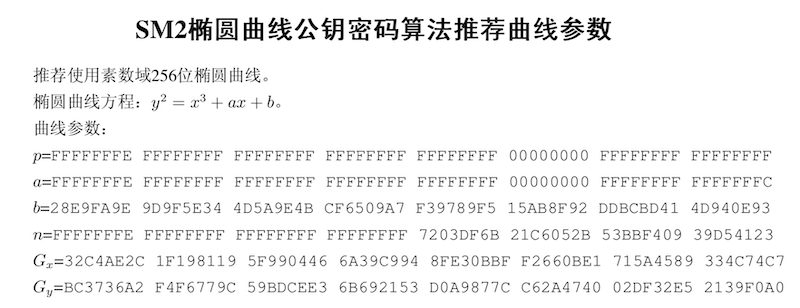 SM2椭圆曲线公钥密码算法推荐曲线参数
推荐使用素数域256位椭圆曲线。
椭圆曲线方程：y² = x³ + ax + b。
曲线参数：
p=FFFFFFFE FFFFFFFF FFFFFFFF FFFFFFFF FFFFFFFF 00000000 FFFFFFFF FFFFFFFF
a=FFFFFFFE FFFFFFFF FFFFFFFF FFFFFFFF FFFFFFFF 00000000 FFFFFFFF FFFFFFFC
b=28E9FA9E 9D9F5E34 4D5A9E4B CF6509A7 F39789F5 15AB8F92 DDBCBD41 4D940E93
n=FFFFFFFE FFFFFFFF FFFFFFFF FFFFFFFF 7203DF6B 21C6052B 53BBF409 39D54123
Gₓ=32C4AE2C 1F198119 5F990446 6A39C994 8FE30BBF F2660BE1 715A4589 334C74C7
Gᵧ=BC3736A2 F4F6779C 59BDCEE3 6B692153 D0A9877C C62A4740 02DF32E5 2139F0A0